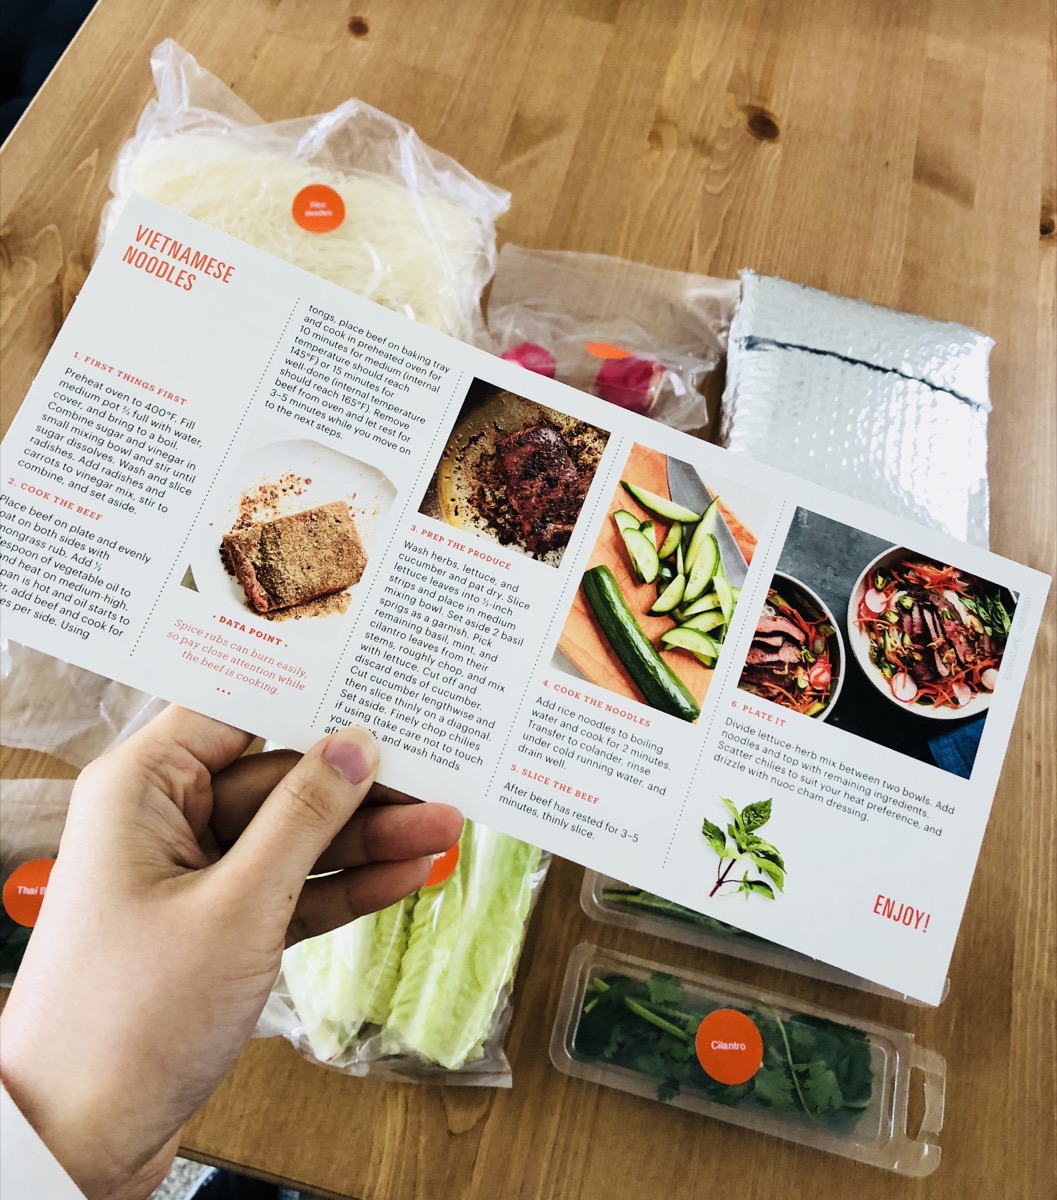 Rice
noodles
VIETNAMESE
NOODLES
1. FIRST THINGS FIRST
Preheat oven to 400°F. Fill
medium pot ⅔ full with water,
cover, and bring to a boil.
Combine sugar and vinegar in
small mixing bowl and stir until
sugar dissolves. Wash and slice
radishes. Add radishes and
carrots to vinegar mix, stir to
combine, and set aside.
2. COOK THE BEEF
Place beef on plate and evenly
pat on both sides with
mongrass rub. Add ½
espoon of vegetable oil to
and heat on medium-high.
pan is hot and oil starts to
r, add beef and cook for
es per side. Using
tongs, place beef on baking tray
and cook in preheated oven for
10 minutes for medium (internal
temperature should reach
145°F) or 15 minutes for
well-done (internal temperature
should reach 165°F). Remove
beef from oven and let rest for
3–5 minutes while you move on
to the next steps.
• DATA POINT •
Spice rubs can burn easily,
so pay close attention while
the beef is cooking.
•••
3. PREP THE PRODUCE
Wash herbs, lettuce, and
cucumber and pat dry. Slice
lettuce leaves into ½-inch
strips and place in medium
mixing bowl. Set aside 2 basil
sprigs as a garnish. Pick
remaining basil, mint, and
cilantro leaves from their
stems, roughly chop, and mix
with lettuce. Cut off and
discard ends of cucumber.
Cut cucumber lengthwise and
then slice thinly on a diagonal.
Set aside. Finely chop chilies
if using (take care not to touch
your and wash hands
4. COOK THE NOODLES
Add rice noodles to boiling
water and cook for 2 minutes.
Transfer to colander, rinse
under cold running water, and
drain well.
5. SLICE THE BEEF
After beef has rested for 3–5
minutes, thinly slice.
6. PLATE IT
Divide lettuce-herb mix between two bowls. Add
noodles and top with remaining ingredients.
Scatter chilies to suit your heat preference, and
drizzle with nuoc cham dressing.
ENJOY!
Thai B
Cilantro